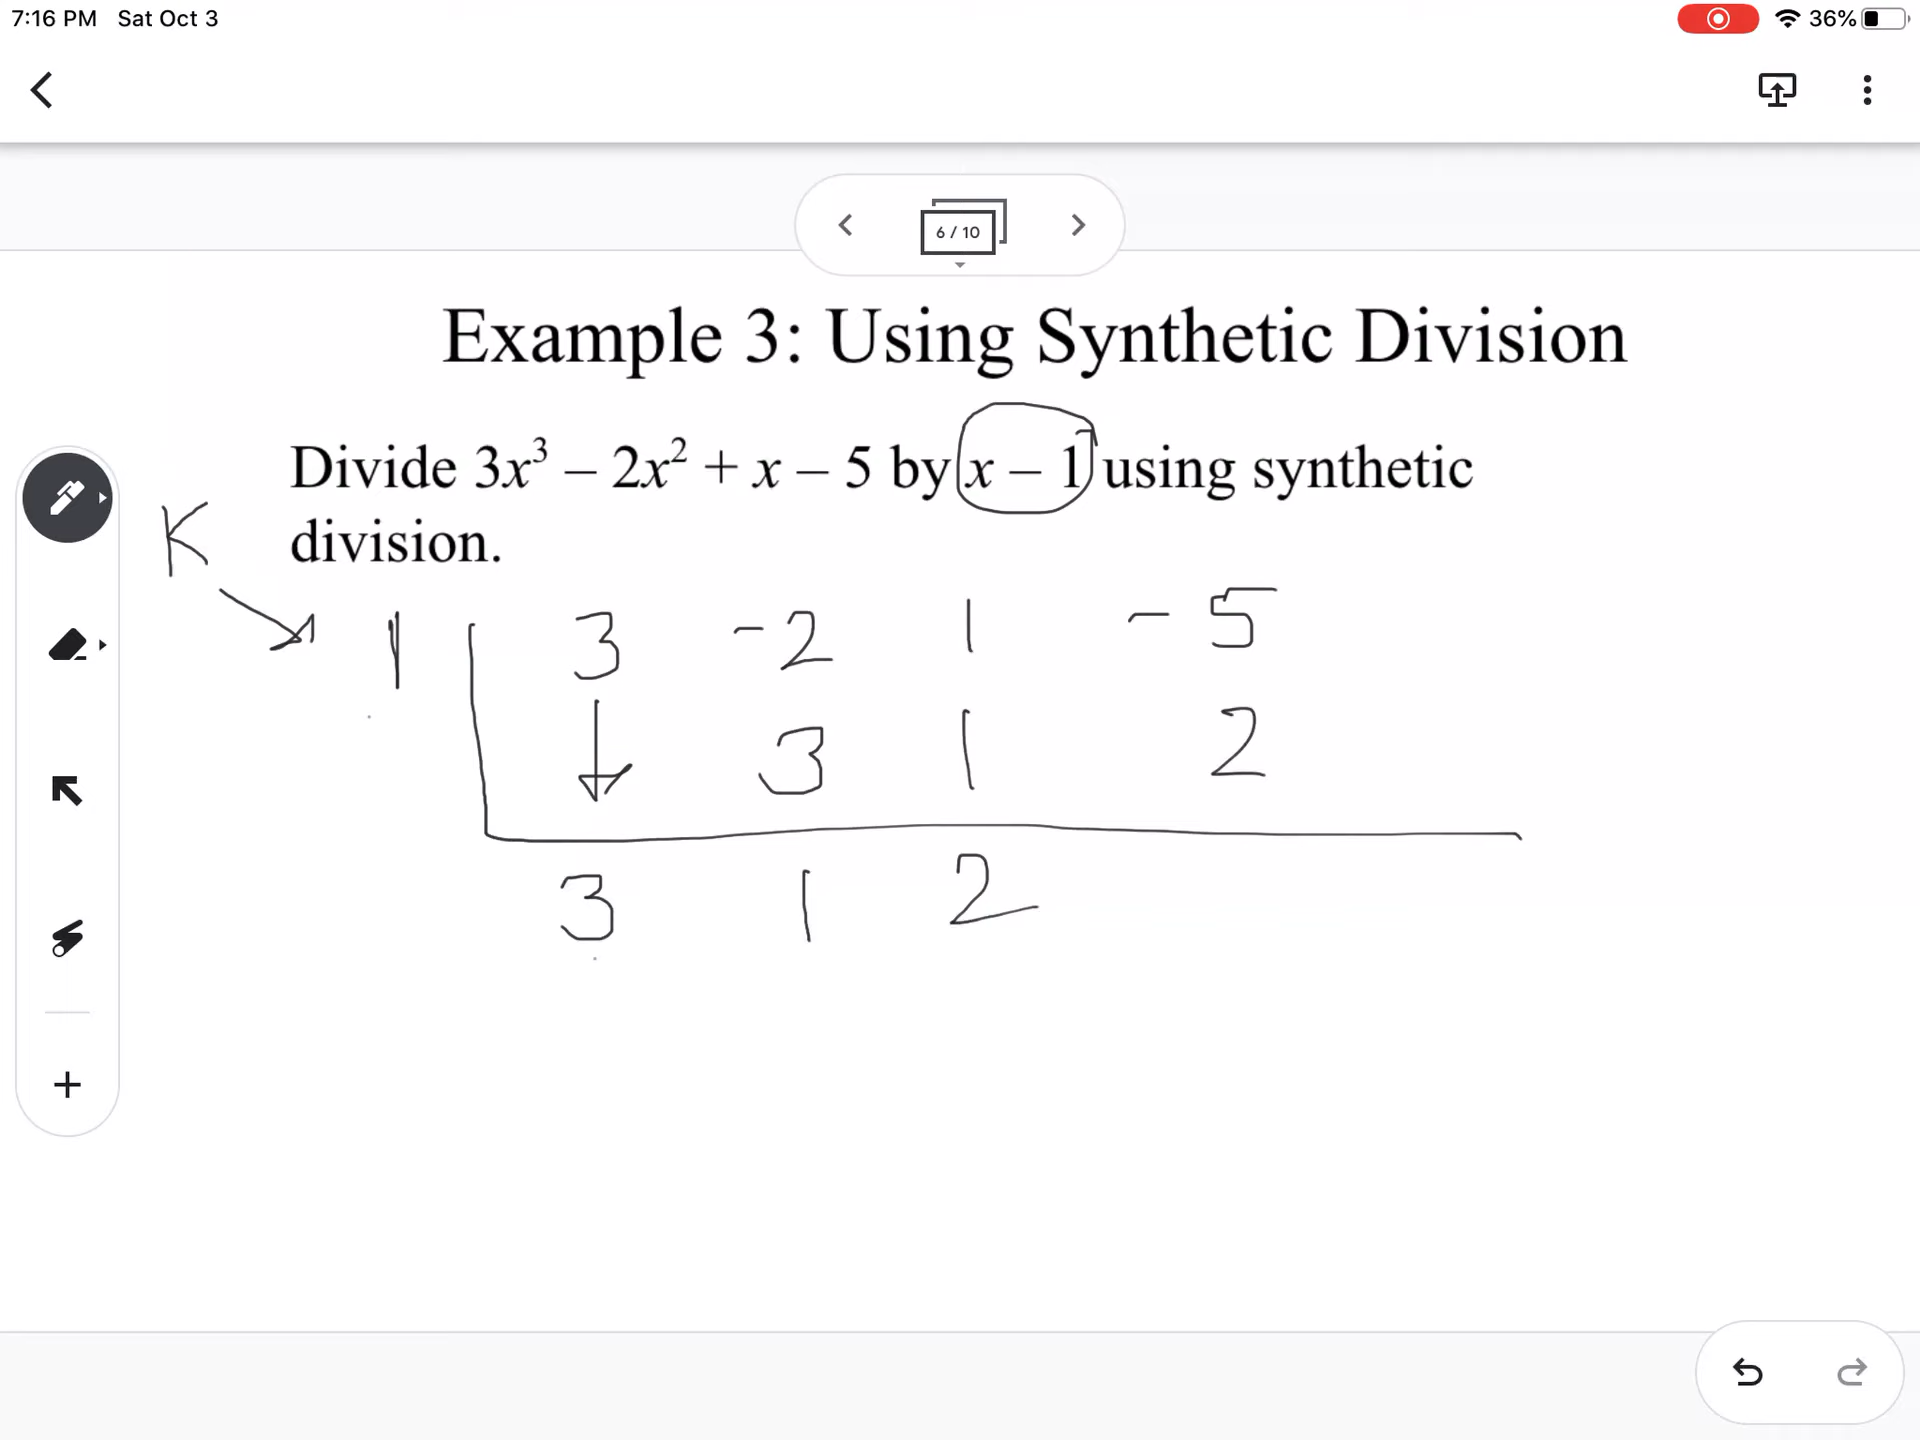 7:16 PM Sat Oct 3
36%
6 / 10
Example 3: Using Synthetic Division
Divide 3x³ – 2x² + x – 5 by x – 1 using synthetic
division.
K
1 3 -2 1 -5
3 1 2
3 1 2